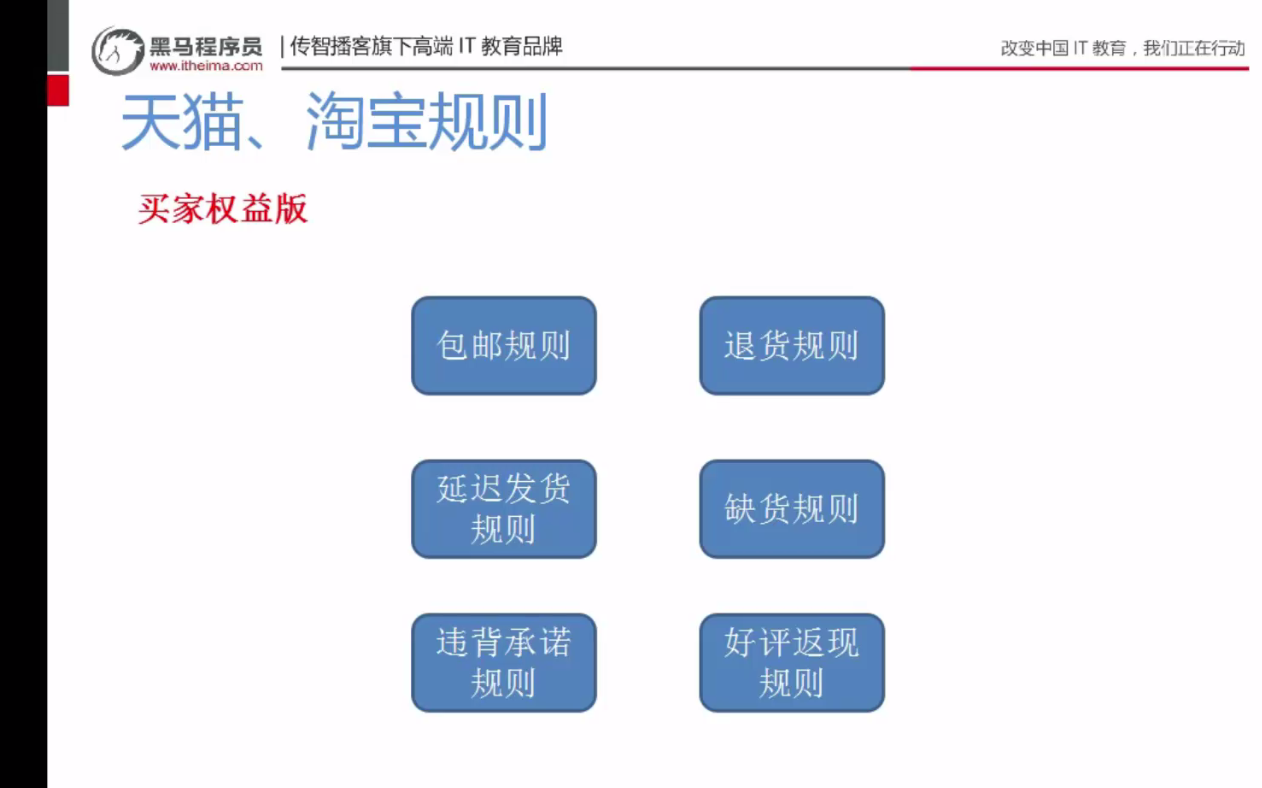 黑马程序员
www.itheima.com
传智播客旗下高端 IT 教育品牌
改变中国 IT 教育，我们正在行动
天猫、淘宝规则
买家权益版
包邮规则
退货规则
延迟发货
规则
缺货规则
违背承诺
规则
好评返现
规则